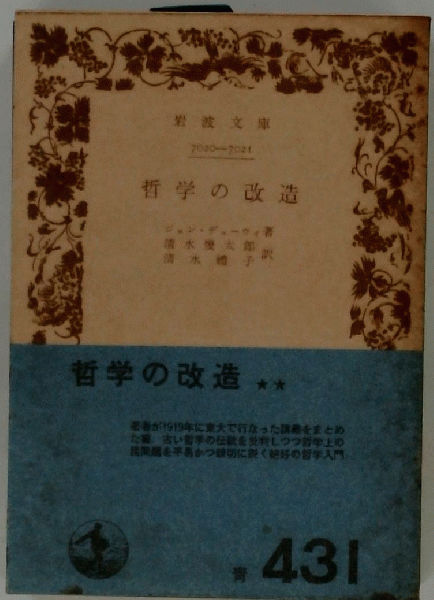 岩波文庫
7020—7021
哲学の改造
ジョン・デューウィ著
清水幾太郎
清水禮子 訳
哲学の改造 ★★
著者が1919年に東大で行なった講義をまとめ
た書．古い哲学の伝統を批判しつつ哲学上の
諸問題を平易かつ親切に説く絶好の哲学入門．
青 431